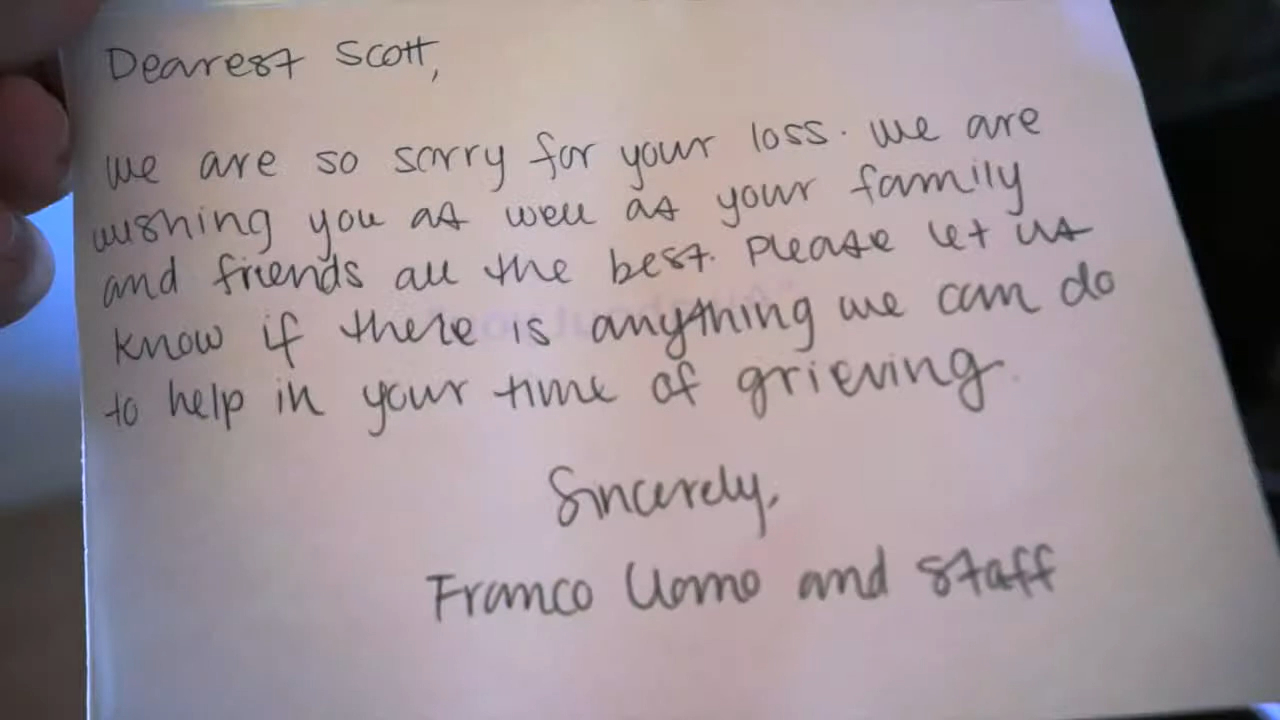 Dearest Scott,
We are so sorry for your loss. We are
wishing you as well as your family
and friends all the best. Please let us
know if there is anything we can do
to help in your time of grieving.
Sincerely,
Franco Uomo and staff